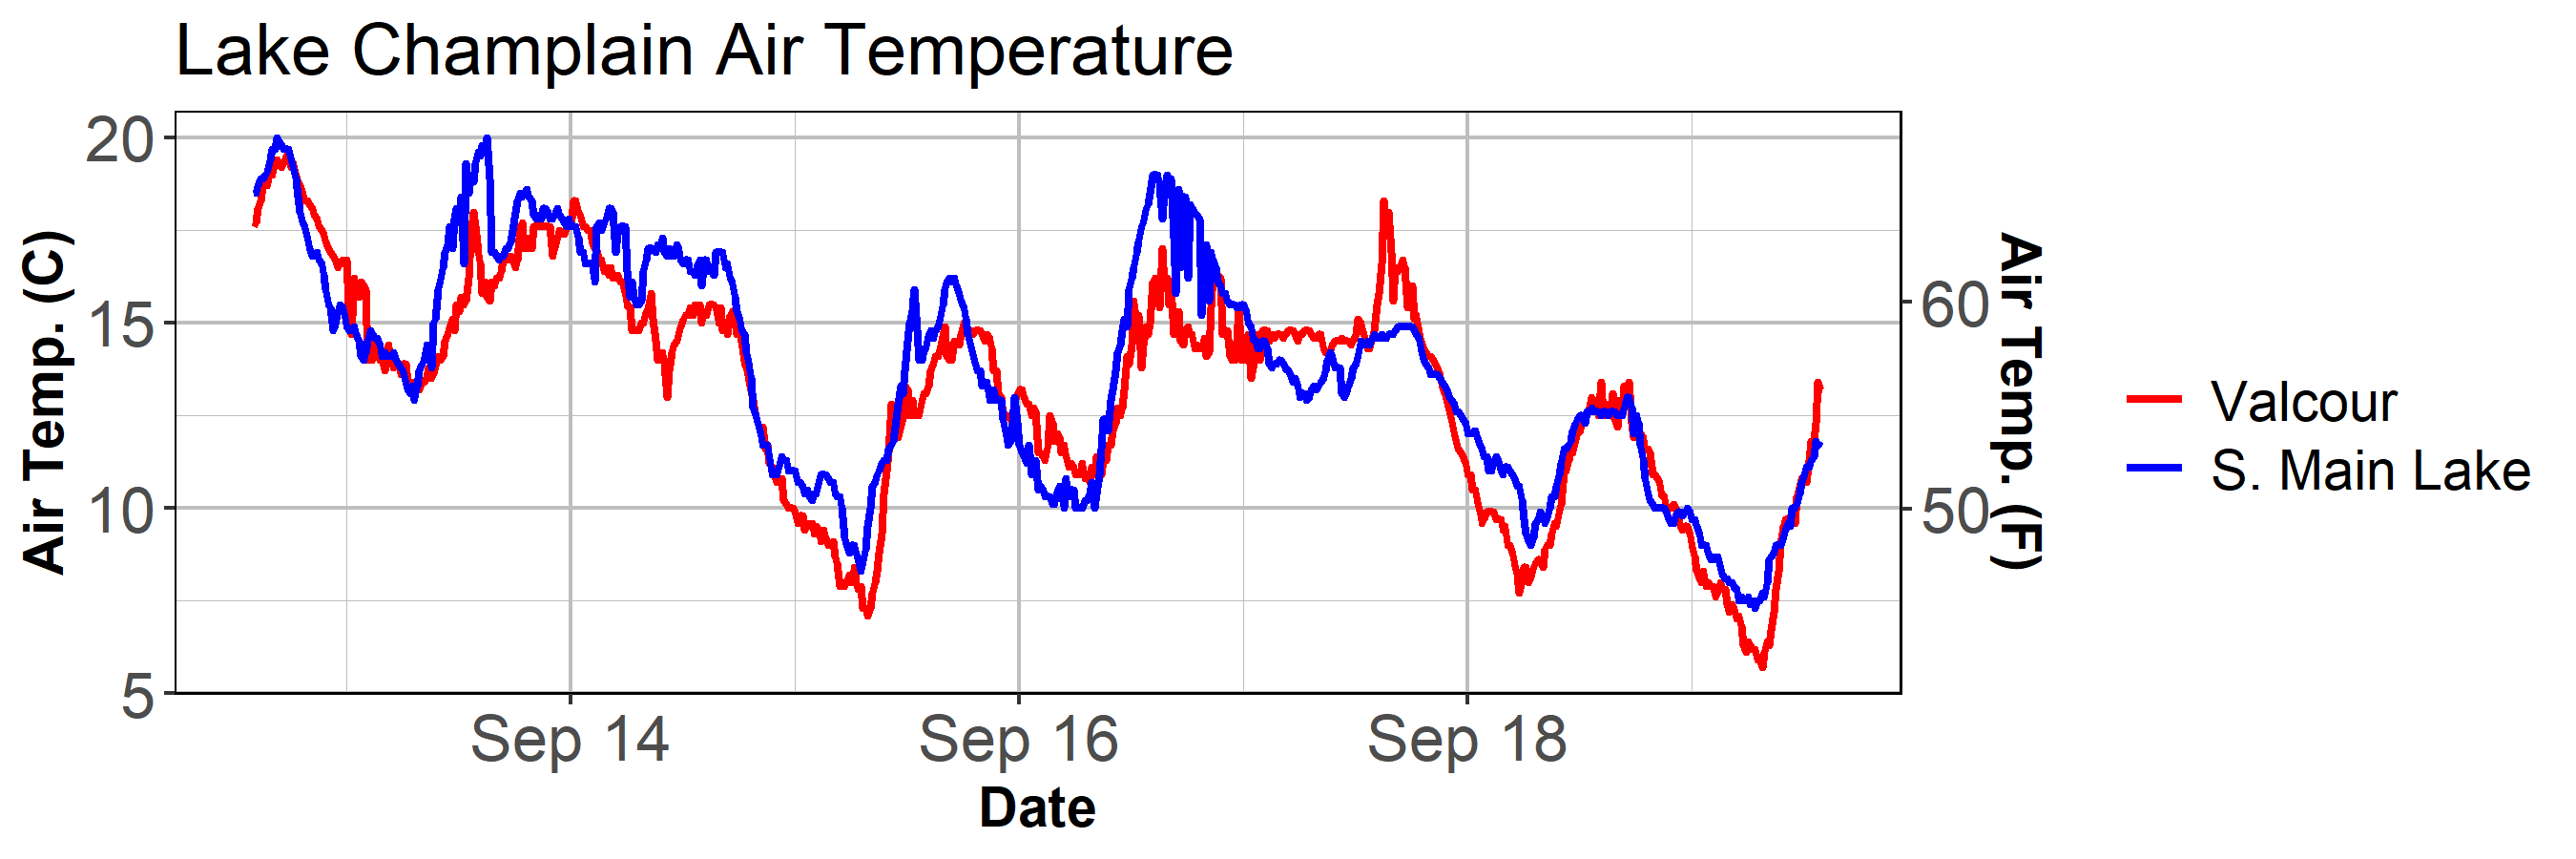 Lake Champlain Air Temperature
Air Temp. (C)
20
15
10
5
60
50
Air Temp. (F)
Sep 14
Sep 16
Sep 18
Date
Valcour
S. Main Lake